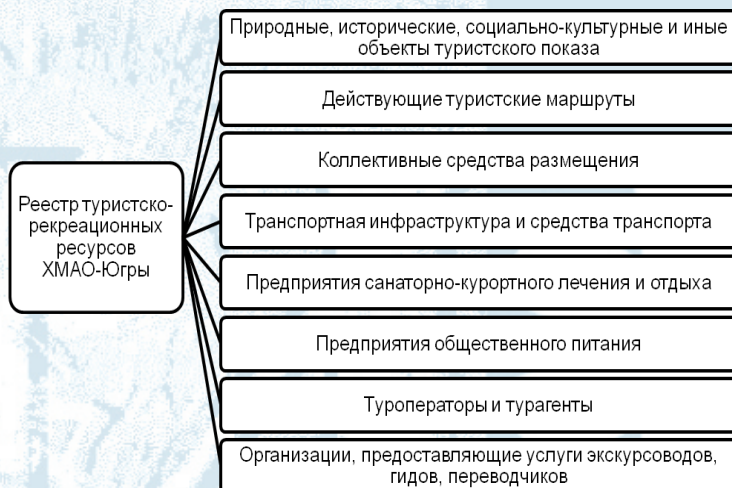 Реестр туристско-
рекреационных
ресурсов
ХМАО-Югры
Природные, исторические, социально-культурные и иные
объекты туристского показа
Действующие туристские маршруты
Коллективные средства размещения
Транспортная инфраструктура и средства транспорта
Предприятия санаторно-курортного лечения и отдыха
Предприятия общественного питания
Туроператоры и турагенты
Организации, предоставляющие услуги экскурсоводов,
гидов, переводчиков